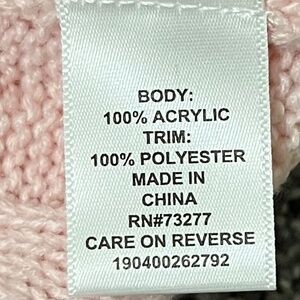 BODY:
100% ACRYLIC
TRIM:
100% POLYESTER
MADE IN
CHINA
RN#73277
CARE ON REVERSE
190400262792